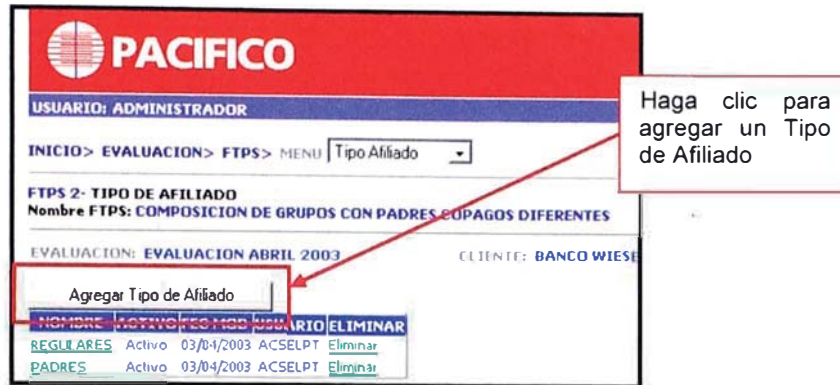 PACIFICO
USUARIO: ADMINISTRADOR
INICIO> EVALUACION> FTPS> MENU Tipo Afiliado
FTPS 2- TIPO DE AFILIADO
Nombre FTPS: COMPOSICION DE GRUPOS CON PADRES COPAGOS DIFERENTES
EVALUACION: EVALUACION ABRIL 2003 CLIENTE: BANCO WIESE
Agregar Tipo de Afiliado
NOMBRE ACTIVO FEC MOD USUARIO ELIMINAR
REGULARES Activo 03/04/2003 ACSELPT Eliminar
PADRES Activo 03/04/2003 ACSELPT Eliminar
Haga clic para
agregar un Tipo
de Afiliado